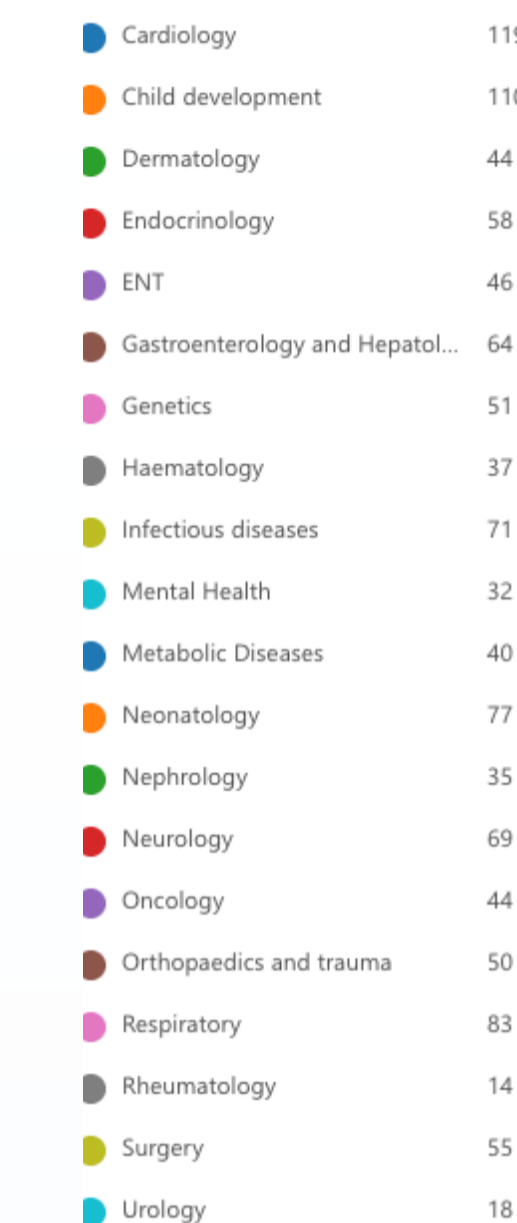 Cardiology 119
Child development 110
Dermatology 44
Endocrinology 58
ENT 46
Gastroenterology and Hepatol... 64
Genetics 51
Haematology 37
Infectious diseases 71
Mental Health 32
Metabolic Diseases 40
Neonatology 77
Nephrology 35
Neurology 69
Oncology 44
Orthopaedics and trauma 50
Respiratory 83
Rheumatology 14
Surgery 55
Urology 18